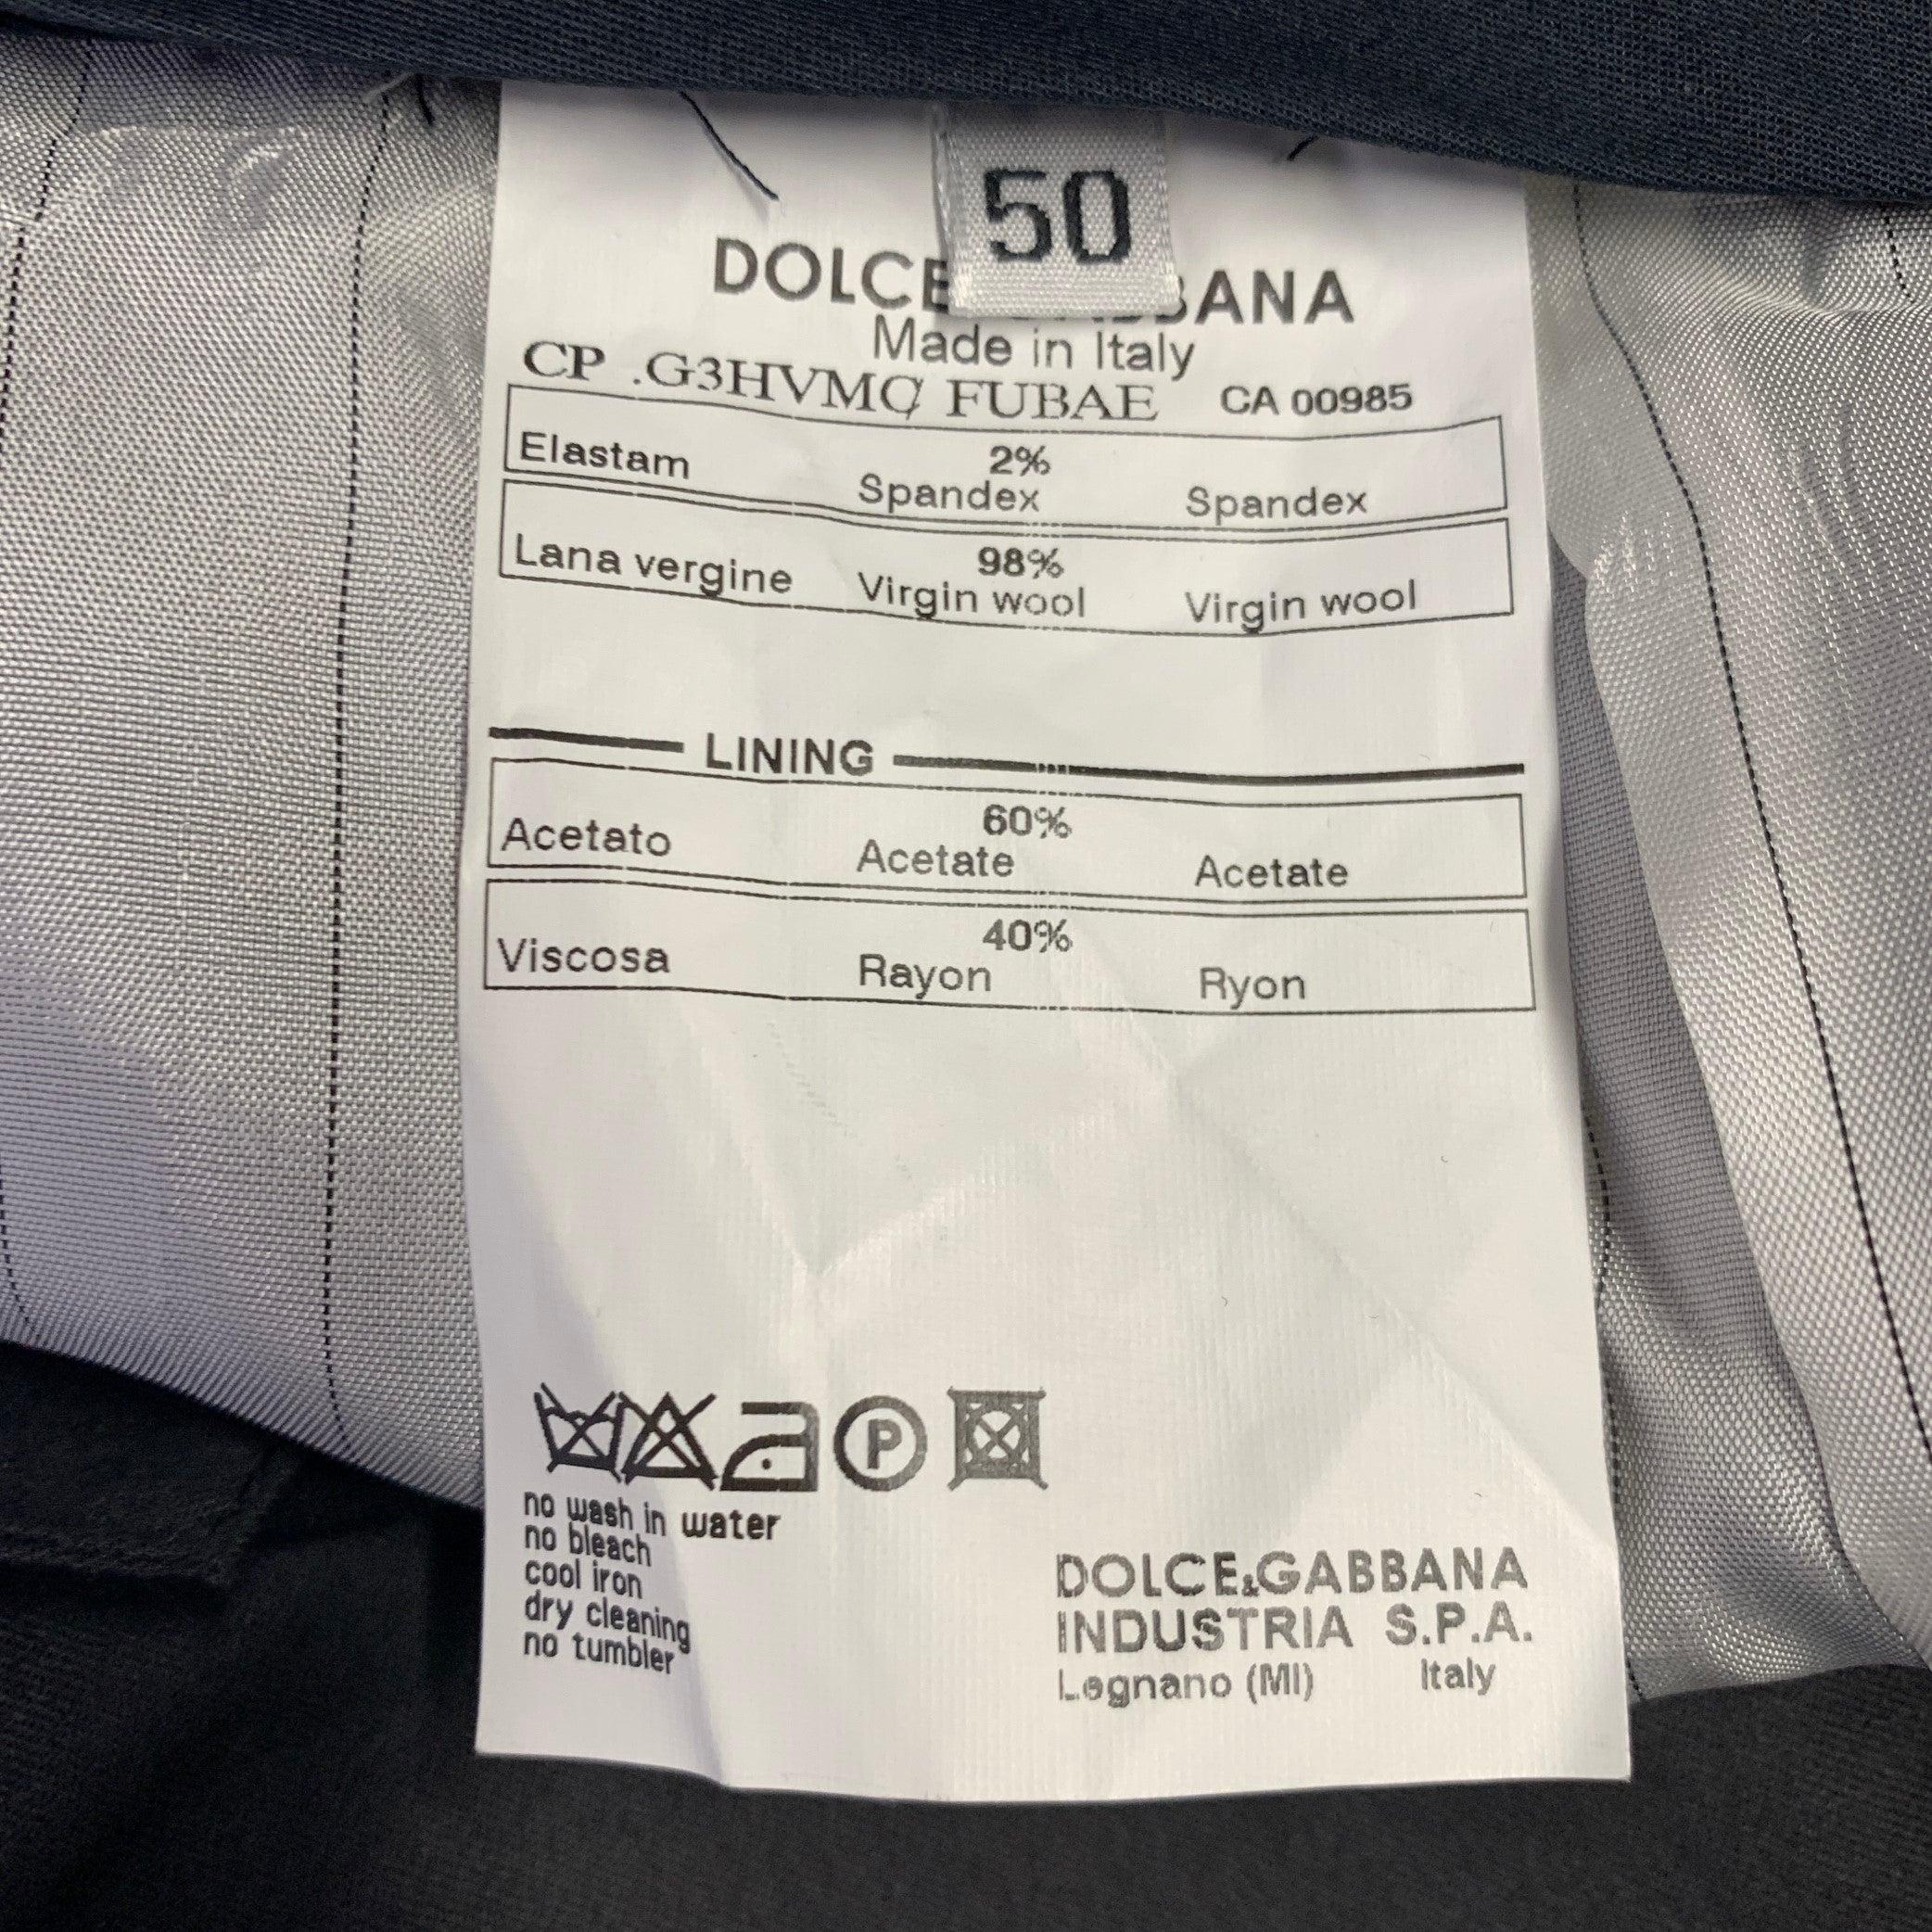 50
DOLCE BANA
Made in Italy
CP .G3HVMC FUBAE CA 00985
Elastam 2% Spandex Spandex
Lana vergine 98% Virgin wool Virgin wool
LINING
Acetato 60% Acetate Acetate
Viscosa 40% Rayon Ryon
P
no wash in water
no bleach
cool iron
dry cleaning
no tumbler
DOLCE&GABBANA
INDUSTRIA S.P.A.
Legnano (MI) Italy